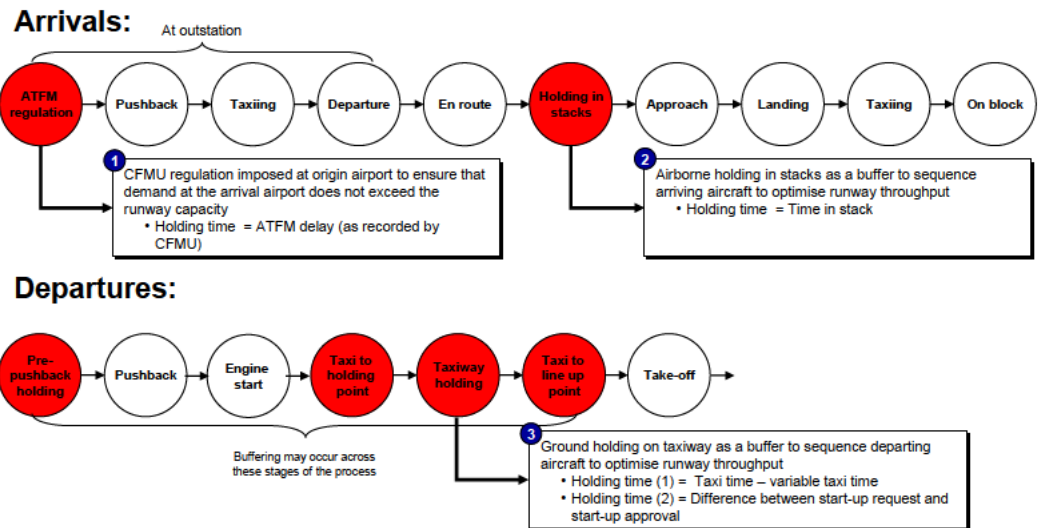 Arrivals:
At outstation
ATFM
regulation
Pushback
Taxiing
Departure
En route
Holding in
stacks
Approach
Landing
Taxiing
On block
1
CFMU regulation imposed at origin airport to ensure that
demand at the arrival airport does not exceed the
runway capacity
• Holding time = ATFM delay (as recorded by
CFMU)
2
Airborne holding in stacks as a buffer to sequence
arriving aircraft to optimise runway throughput
• Holding time = Time in stack
Departures:
Pre-
pushback
holding
Pushback
Engine
start
Taxi to
holding
point
Taxiway
holding
Taxi to
line up
point
Take-off
Buffering may occur across
these stages of the process
3
Ground holding on taxiway as a buffer to sequence departing
aircraft to optimise runway throughput
• Holding time (1) = Taxi time – variable taxi time
• Holding time (2) = Difference between start-up request and
start-up approval